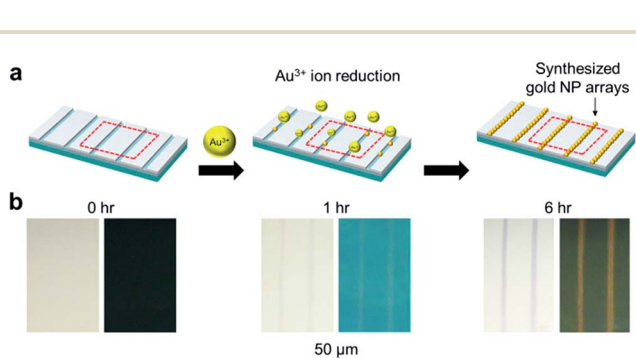 a
Au³⁺ ion reduction
Synthesized
gold NP arrays
Au³⁺
b
0 hr
1 hr
6 hr
50 μm